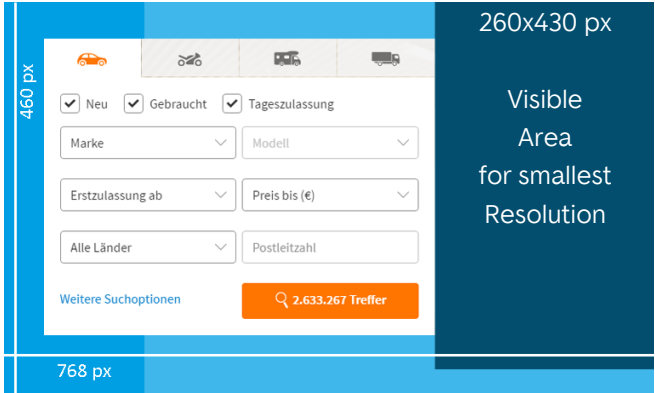 260x430 px
Visible
Area
for smallest
Resolution
460 px
Neu Gebraucht Tageszulassung
Marke Modell
Erstzulassung ab Preis bis (€)
Alle Länder Postleitzahl
Weitere Suchoptionen 2.633.267 Treffer
768 px